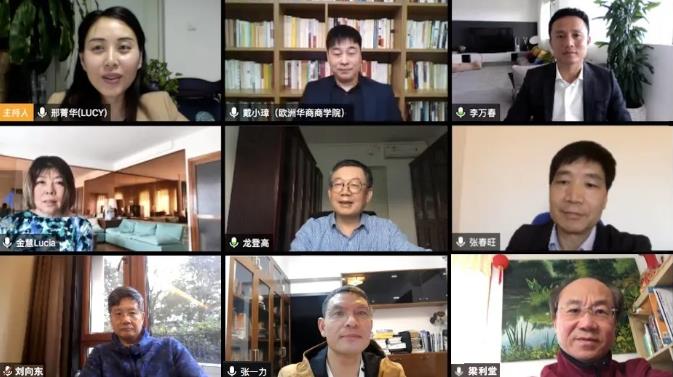 主持人 邢菁华(LUCY)
戴小璋（欧洲华商商学院）
李万春
金慧Lucia
龙登高
张春旺
刘向东
张一力
梁利堂